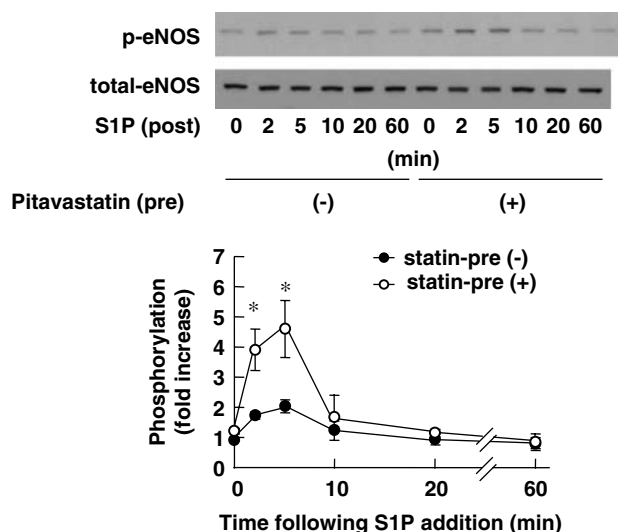 p-eNOS
total-eNOS
S1P (post) 0 2 5 10 20 60 0 2 5 10 20 60
(min)
Pitavastatin (pre) (-) (+)
statin-pre (-)
statin-pre (+)
Phosphorylation
(fold increase)
7
6
5
4
3
2
1
0
* *
0 10 20 60
Time following S1P addition (min)